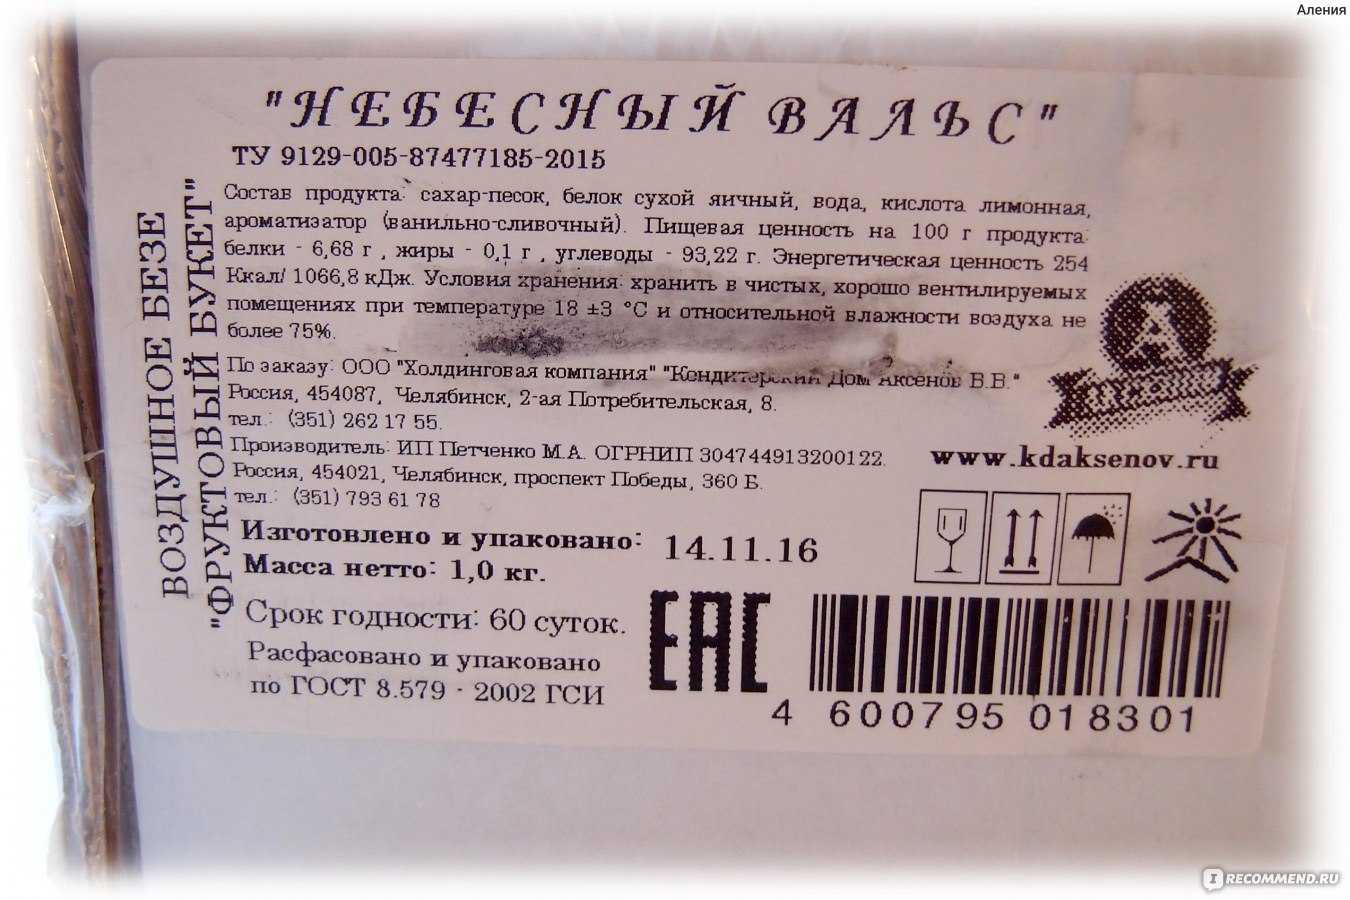 Аления
"НЕБЕСНЫЙ ВАЛЬС"
ТУ 9129-005-87477185-2015
ВОЗДУШНОЕ БЕЗЕ
"ФРУКТОВЫЙ БУКЕТ"
Состав продукта: сахар-песок, белок сухой яичный, вода, кислота лимонная,
ароматизатор (ванильно-сливочный). Пищевая ценность на 100 г продукта:
белки - 6,68 г , жиры - 0,1 г , углеводы - 93,22 г. Энергетическая ценность 254
Ккал/ 1066,8 кДж. Условия хранения: хранить в чистых, хорошо вентилируемых
помещениях при температуре 18 ±3 °С и относительной влажности воздуха не
более 75%.
По заказу: ООО "Холдинговая компания" "Кондитерский Дом Аксенов В.В."
Россия, 454087, Челябинск, 2-ая Потребительская, 8.
тел.: (351) 262 17 55.
Производитель: ИП Петченко М.А. ОГРНИП 304744913200122.
Россия, 454021, Челябинск, проспект Победы, 360 Б.
тел.: (351) 793 61 78
www.kdaksenov.ru
Изготовлено и упаковано: 14.11.16
Масса нетто: 1,0 кг.
Срок годности: 60 суток.
Расфасовано и упаковано
по ГОСТ 8.579 - 2002 ГСИ
ЕАС
4 600795 018301
А
IRECOMMEND.RU